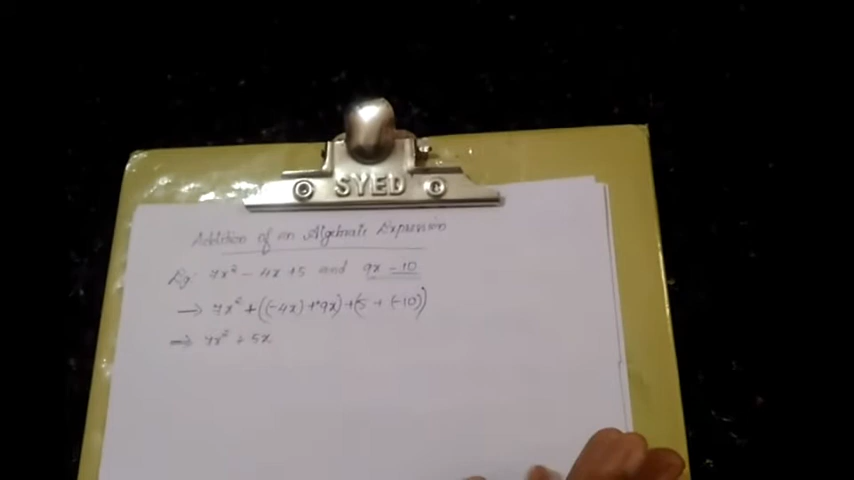 SYED
Addition of an Algebraic Expression
Eg: 7x² - 4x + 5 and 9x - 10
→ 7x² + ((-4x) + 9x) + (5 + (-10))
→ 7x² + 5x